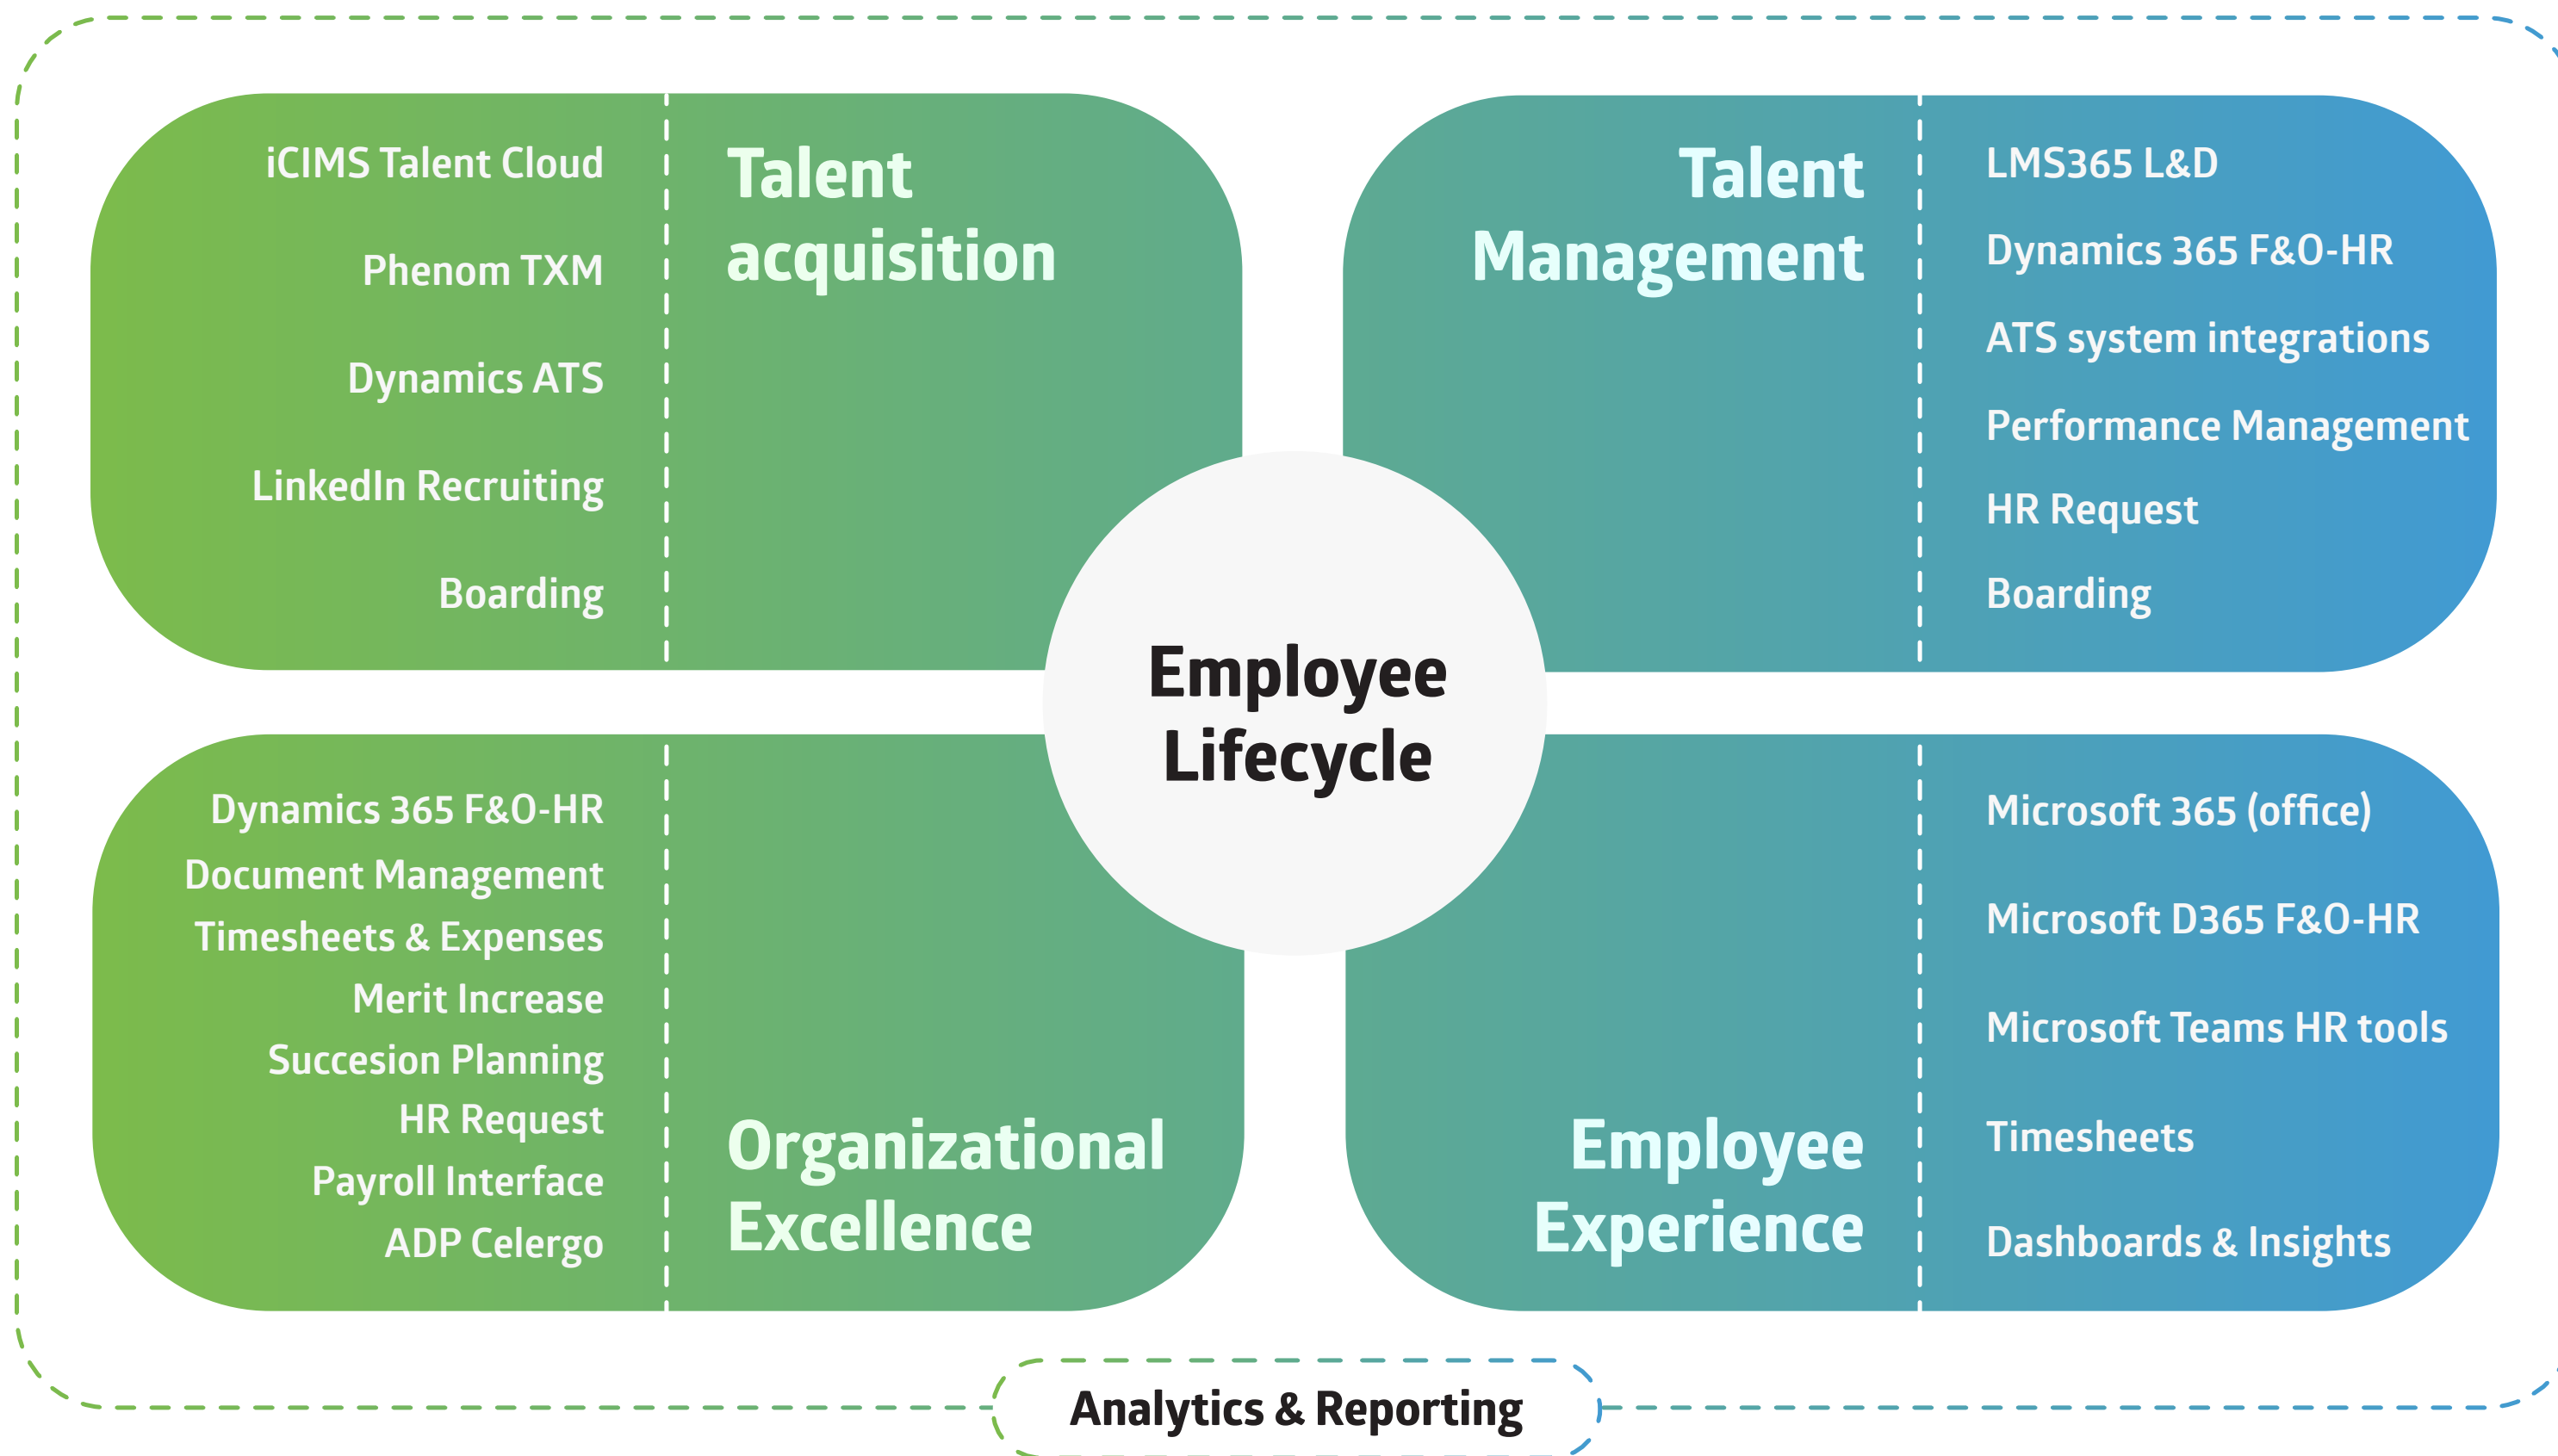 iCIMS Talent Cloud
Phenom TXM
Dynamics ATS
LinkedIn Recruiting
Boarding
Talent
acquisition
Talent
Management
LMS365 L&D
Dynamics 365 F&O-HR
ATS system integrations
Performance Management
HR Request
Boarding
Employee
Lifecycle
Dynamics 365 F&O-HR
Document Management
Timesheets & Expenses
Merit Increase
Succesion Planning
HR Request
Payroll Interface
ADP Celergo
Organizational
Excellence
Employee
Experience
Microsoft 365 (office)
Microsoft D365 F&O-HR
Microsoft Teams HR tools
Timesheets
Dashboards & Insights
Analytics & Reporting